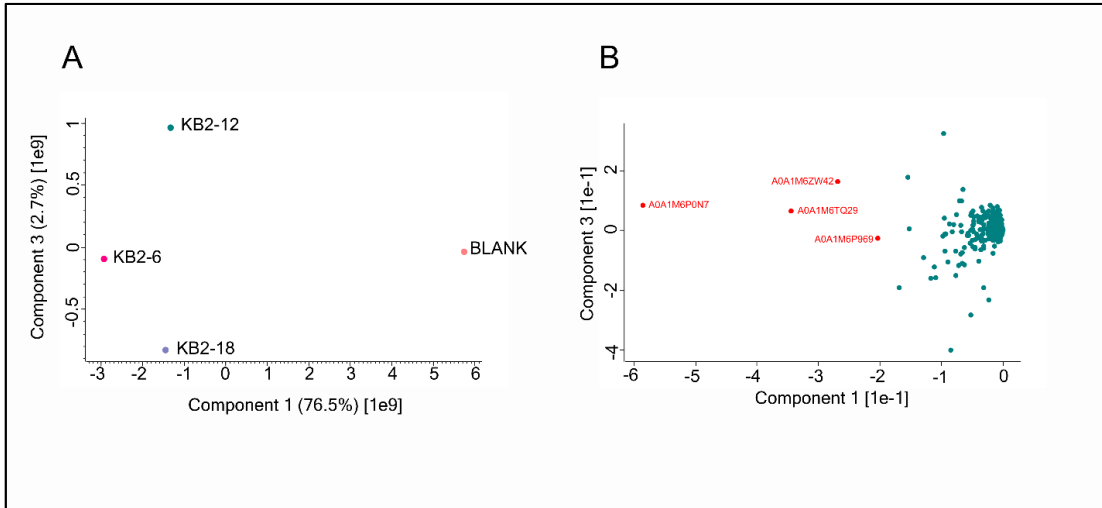 A
B
KB2-12
KB2-6
KB2-18
BLANK
1
0.5
0
-0.5
Component 3 (2.7%) [1e9]
-3 -2 -1 0 1 2 3 4 5 6
Component 1 (76.5%) [1e9]
A0A1M6ZW42
A0A1M6P0N7
A0A1M6TQ29
A0A1M6P969
2
0
-2
-4
Component 3 [1e-1]
-6 -5 -4 -3 -2 -1 0
Component 1 [1e-1]